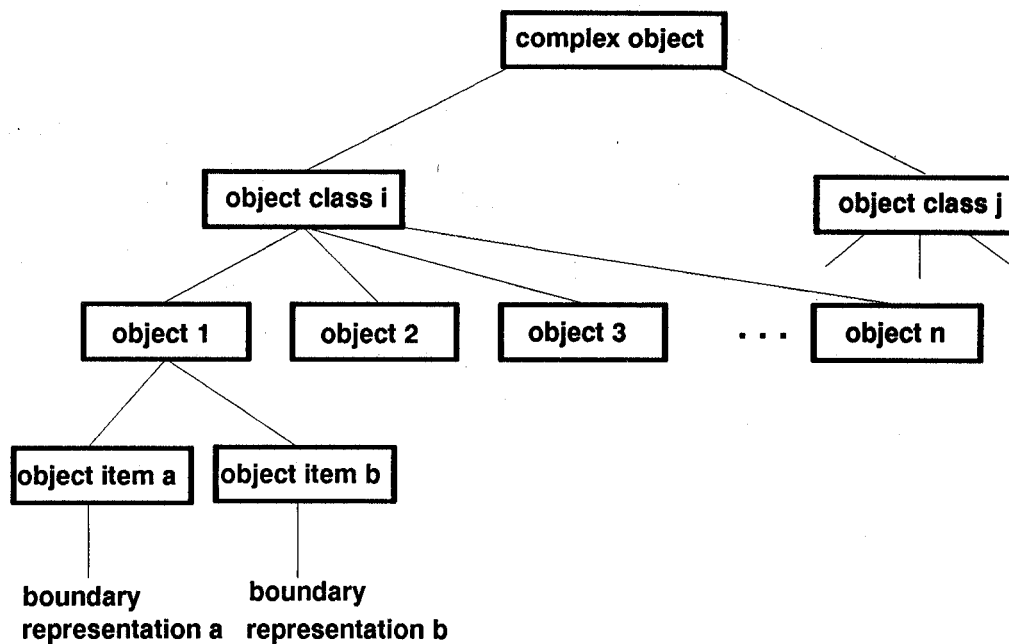 complex object
object class i
object class j
object 1
object 2
object 3
. . .
object n
object item a
object item b
boundary
representation a
boundary
representation b